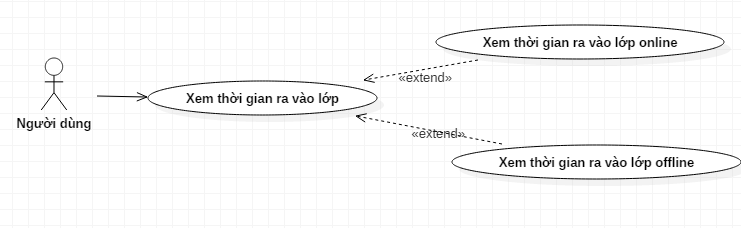 Xem thời gian ra vào lớp online
«extend»
Xem thời gian ra vào lớp
Người dùng
«extend»
Xem thời gian ra vào lớp offline